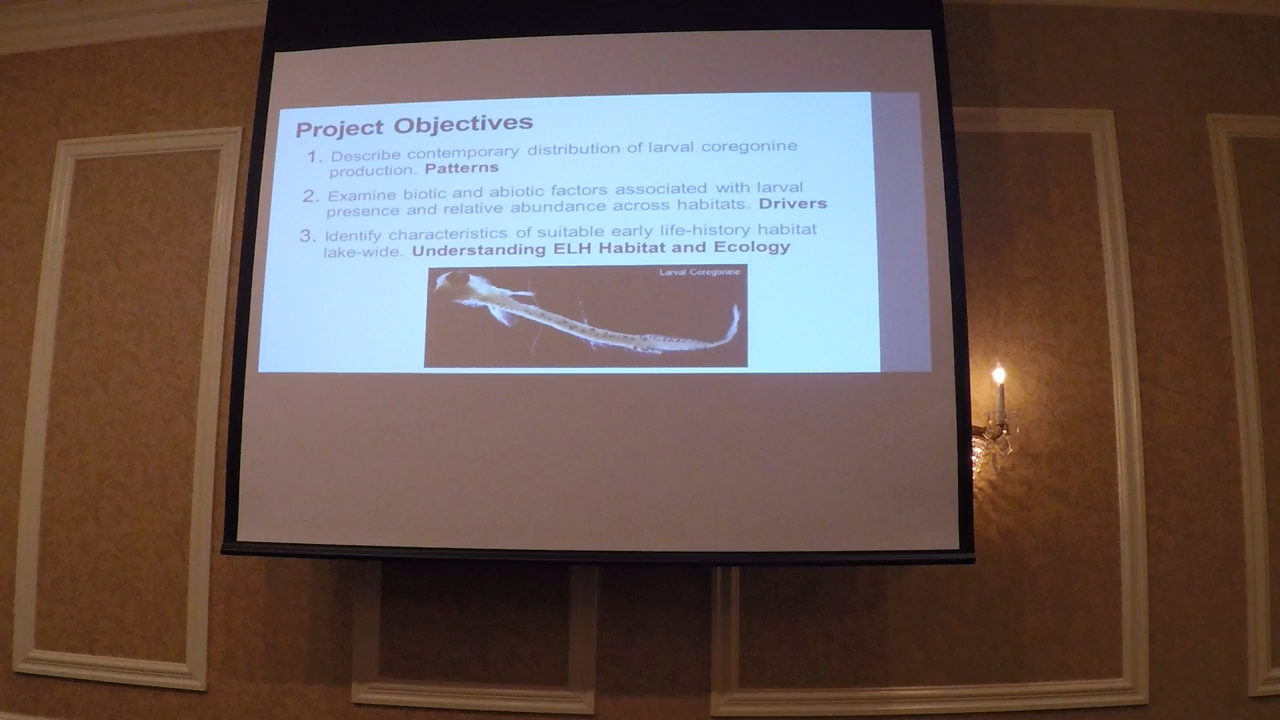 Project Objectives
1. Describe contemporary distribution of larval coregonine
production. Patterns
2. Examine biotic and abiotic factors associated with larval
presence and relative abundance across habitats. Drivers
3. Identify characteristics of suitable early life-history habitat
lake-wide. Understanding ELH Habitat and Ecology
Larval Coregonine